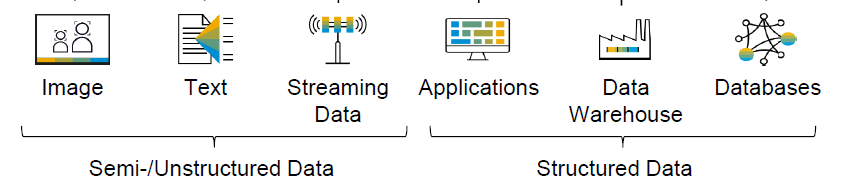 Image
Text
Streaming
Data
Applications
Data
Warehouse
Databases
Semi-/Unstructured Data
Structured Data